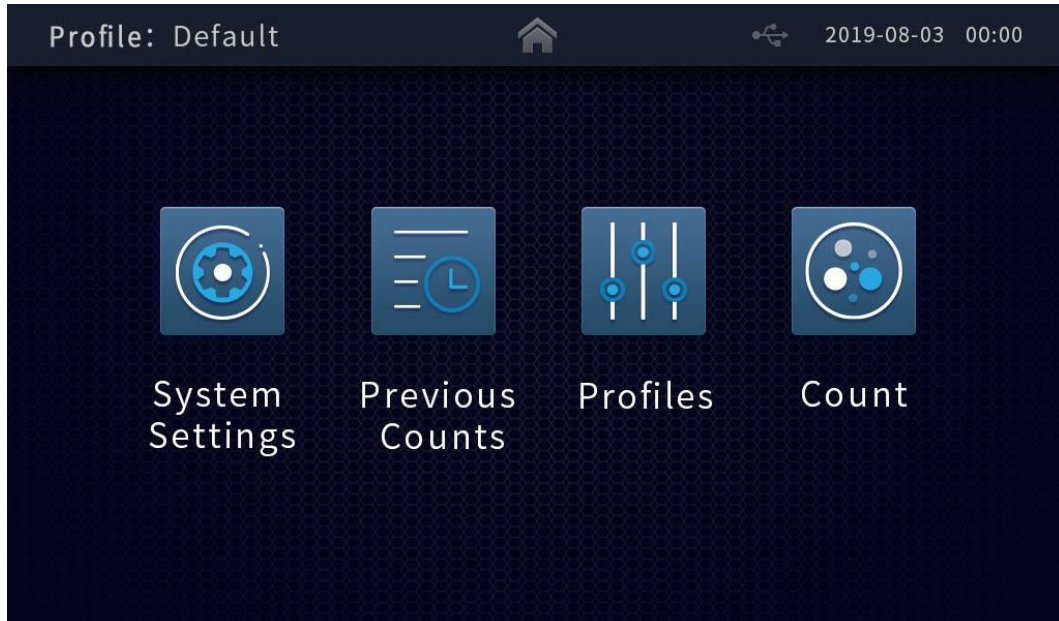 Profile: Default
2019-08-03 00:00
System
Settings
Previous
Counts
Profiles
Count